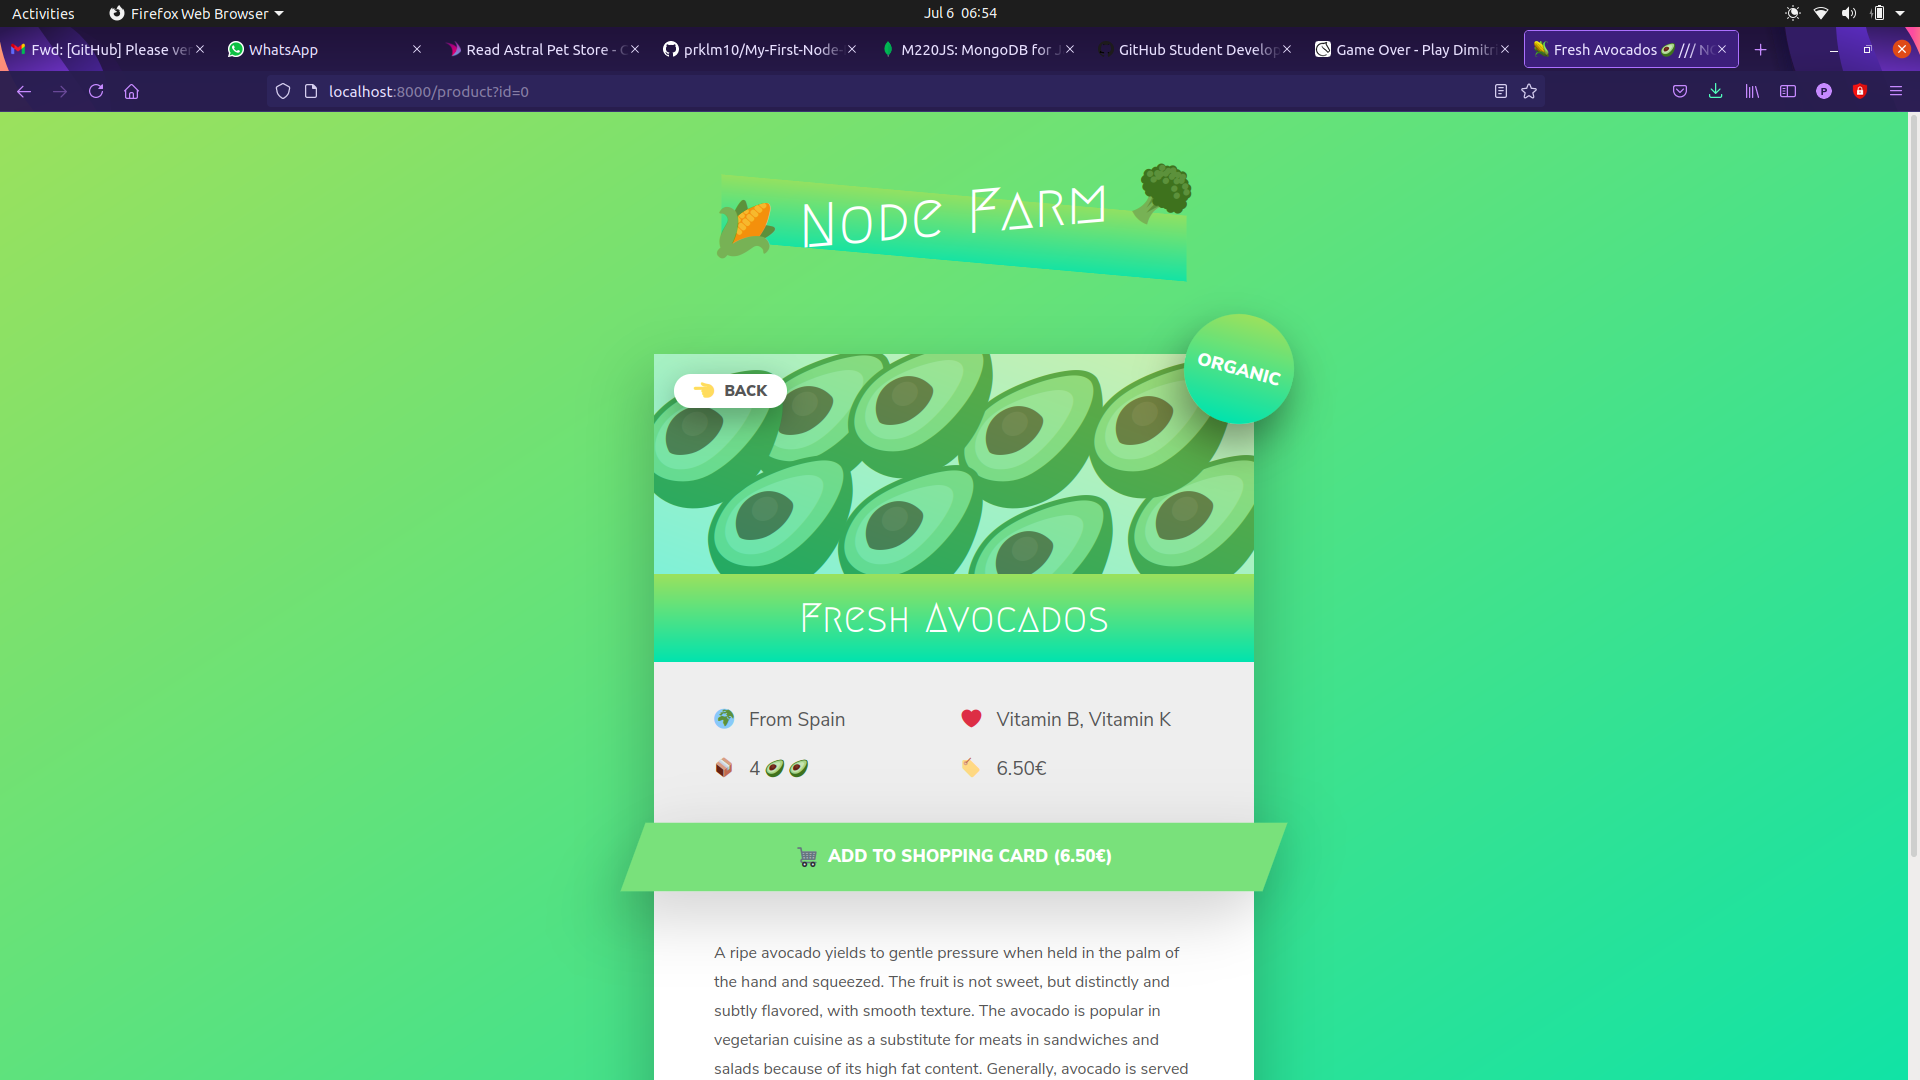 Activities
Firefox Web Browser
Jul 6 06:54
Fwd: [GitHub] Please ver
WhatsApp
Read Astral Pet Store - C
prklm10/My-First-Node-
M220JS: MongoDB for J
GitHub Student Develop
Game Over - Play Dimitri
Fresh Avocados 🥑 /// NO
localhost:8000/product?id=0
P
Node Farm
BACK
ORGANIC
Fresh Avocados
From Spain
Vitamin B, Vitamin K
4 🥑🥑
6.50€
ADD TO SHOPPING CARD (6.50€)
A ripe avocado yields to gentle pressure when held in the palm of
the hand and squeezed. The fruit is not sweet, but distinctly and
subtly flavored, with smooth texture. The avocado is popular in
vegetarian cuisine as a substitute for meats in sandwiches and
salads because of its high fat content. Generally, avocado is served